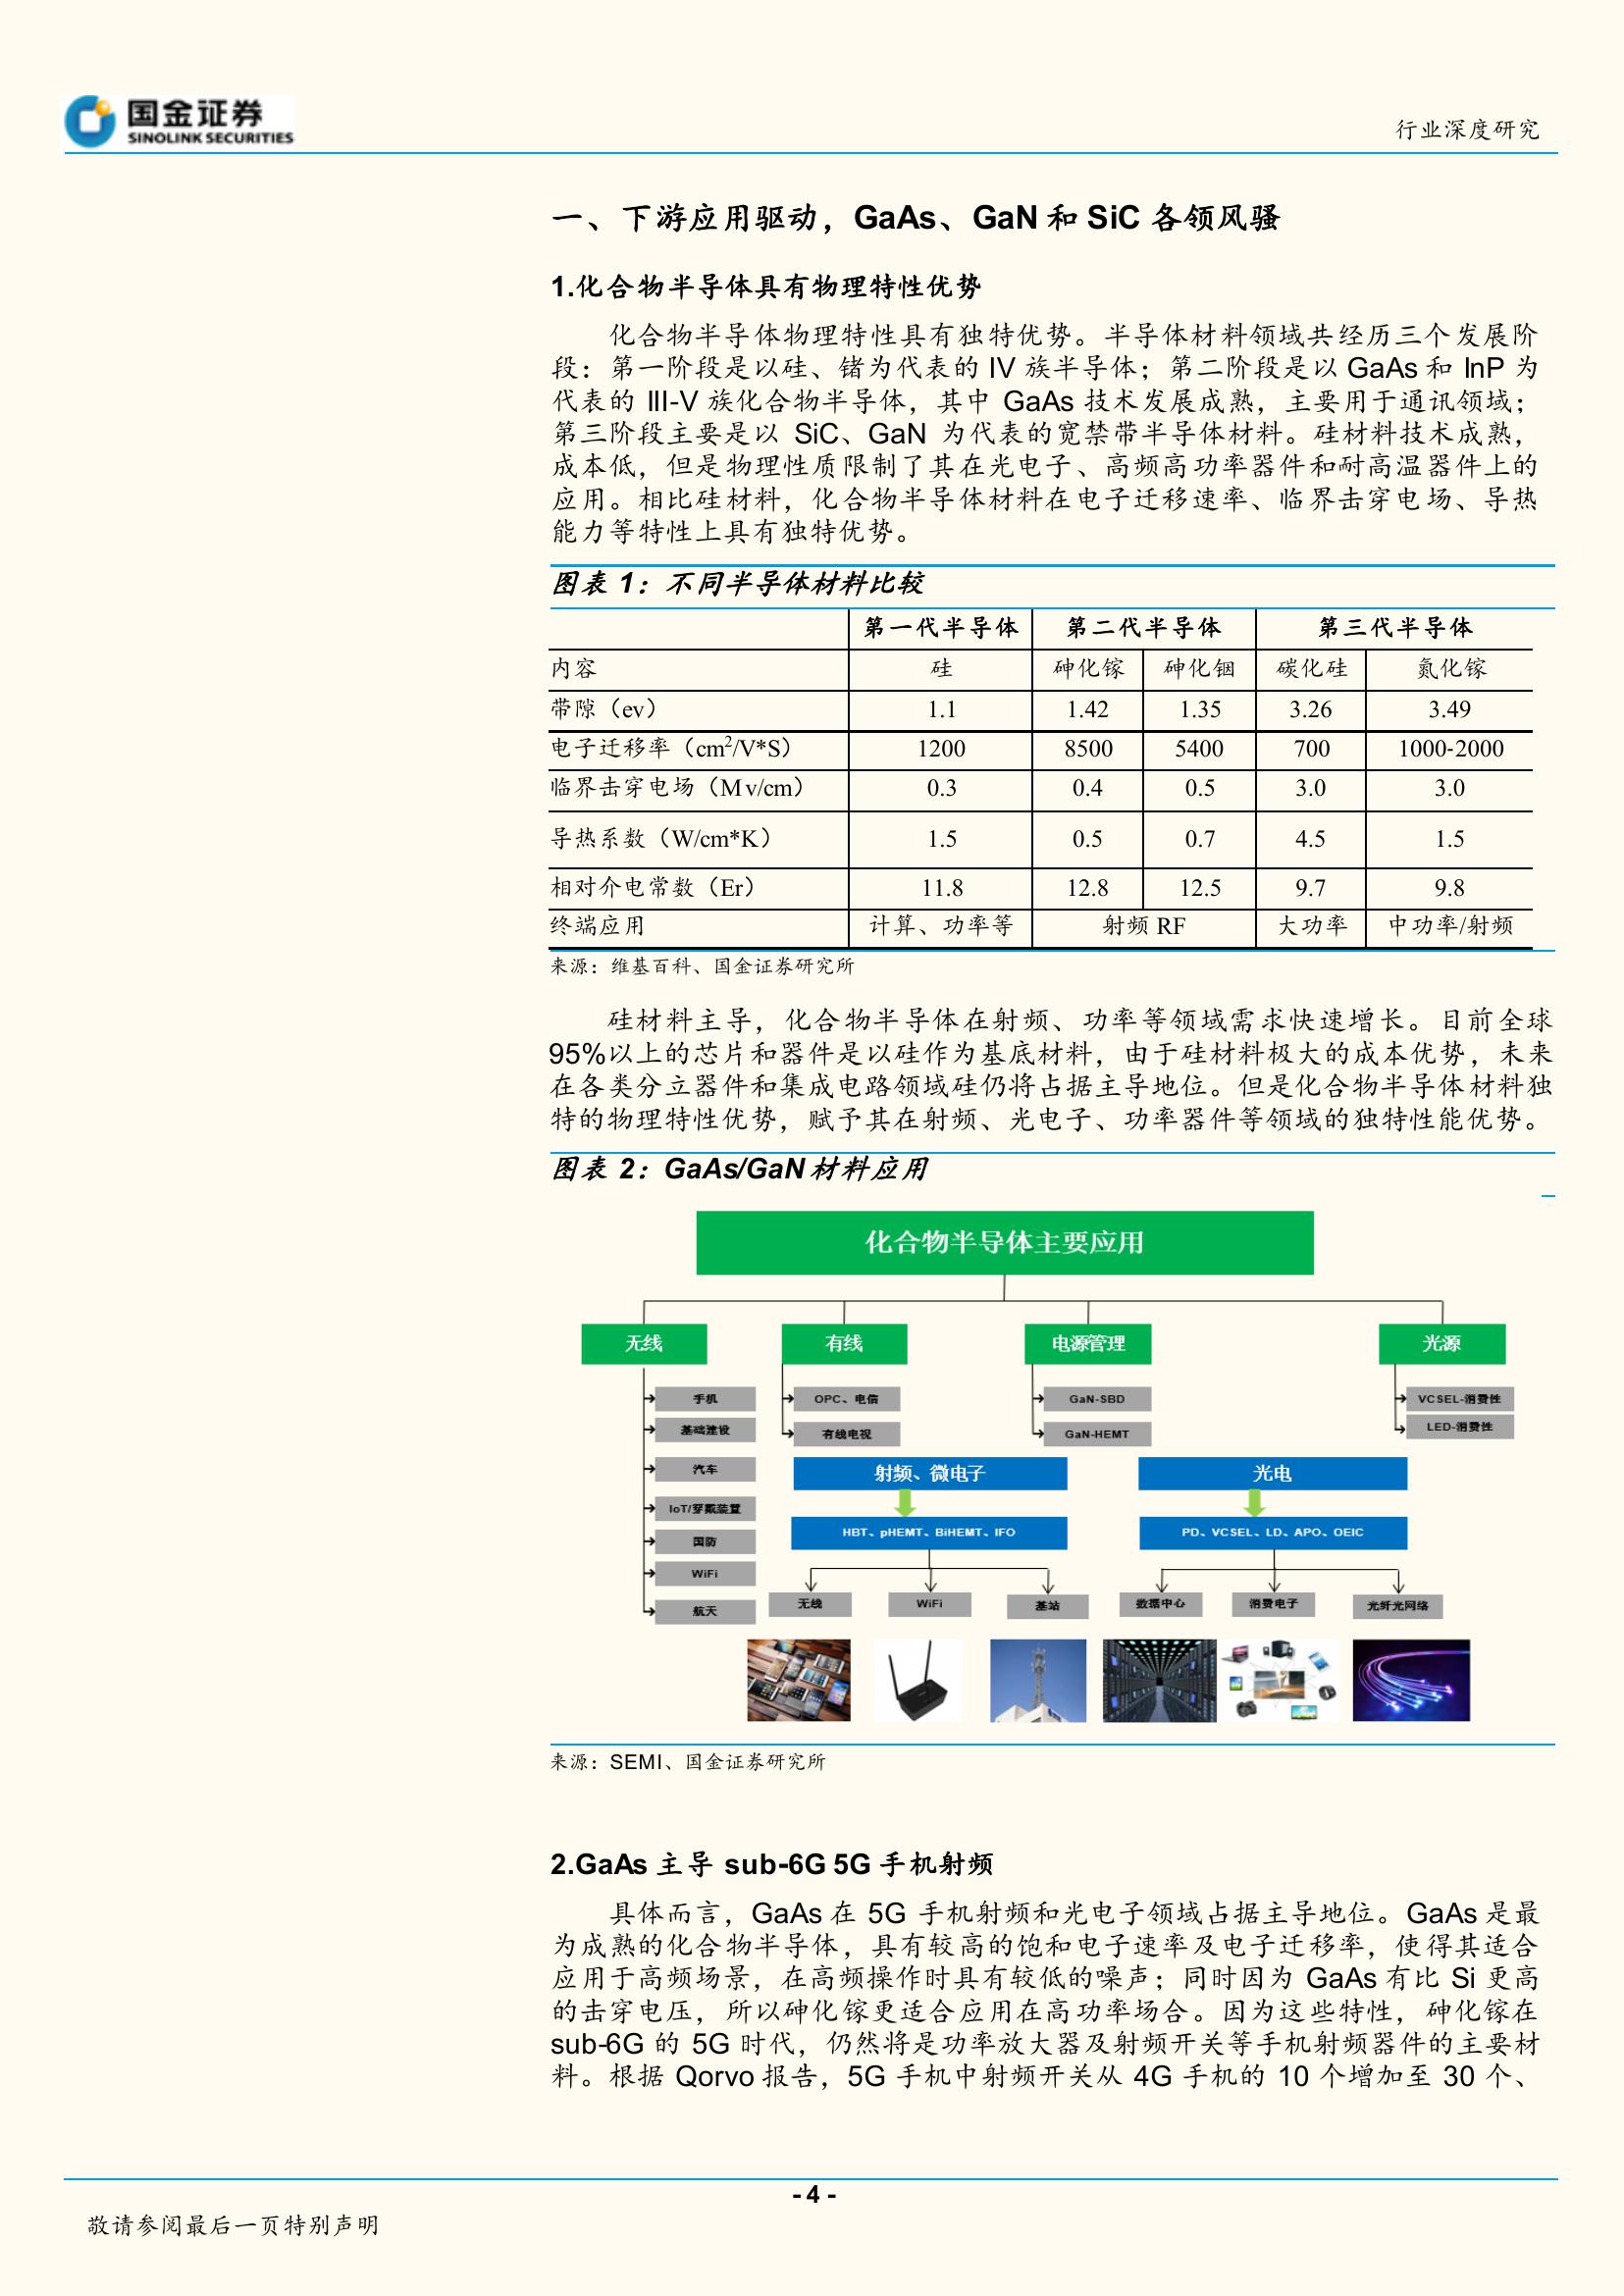 国金证券
SINOLINK SECURITIES
行业深度研究
一、下游应用驱动，GaAs、GaN 和 SiC 各领风骚
1.化合物半导体具有物理特性优势
化合物半导体物理特性具有独特优势。半导体材料领域共经历三个发展阶
段：第一阶段是以硅、锗为代表的 IV 族半导体；第二阶段是以 GaAs 和 InP 为
代表的 III-V 族化合物半导体，其中 GaAs 技术发展成熟，主要用于通讯领域；
第三阶段主要是以 SiC、GaN 为代表的宽禁带半导体材料。硅材料技术成熟，
成本低，但是物理性质限制了其在光电子、高频高功率器件和耐高温器件上的
应用。相比硅材料，化合物半导体材料在电子迁移速率、临界击穿电场、导热
能力等特性上具有独特优势。
图表 1：不同半导体材料比较
第一代半导体 第二代半导体 第三代半导体
内容 硅 砷化镓 砷化铟 碳化硅 氮化镓
带隙（ev） 1.1 1.42 1.35 3.26 3.49
电子迁移率（cm²/V*S） 1200 8500 5400 700 1000-2000
临界击穿电场（Mv/cm） 0.3 0.4 0.5 3.0 3.0
导热系数（W/cm*K） 1.5 0.5 0.7 4.5 1.5
相对介电常数（Er） 11.8 12.8 12.5 9.7 9.8
终端应用 计算、功率等 射频 RF 大功率 中功率/射频
来源：维基百科、国金证券研究所
硅材料主导，化合物半导体在射频、功率等领域需求快速增长。目前全球
95%以上的芯片和器件是以硅作为基底材料，由于硅材料极大的成本优势，未来
在各类分立器件和集成电路领域硅仍将占据主导地位。但是化合物半导体材料独
特的物理特性优势，赋予其在射频、光电子、功率器件等领域的独特性能优势。
图表 2：GaAs/GaN 材料应用
化合物半导体主要应用
无线 有线 电源管理 光源
手机 OPC、电信 GaN-SBD VCSEL-消费性
基础建设 有线电视 GaN-HEMT LED-消费性
汽车 射频、微电子 光电
IoT/穿戴装置
国防 HBT、pHEMT、BiHEMT、IFO PD、VCSEL、LD、APO、OEIC
WiFi
航天 无线 WiFi 基站 数据中心 消费电子 光纤光网络
来源：SEMI、国金证券研究所
2.GaAs 主导 sub-6G 5G 手机射频
具体而言，GaAs 在 5G 手机射频和光电子领域占据主导地位。GaAs 是最
为成熟的化合物半导体，具有较高的饱和电子速率及电子迁移率，使得其适合
应用于高频场景，在高频操作时具有较低的噪声；同时因为 GaAs 有比 Si 更高
的击穿电压，所以砷化镓更适合应用在高功率场合。因为这些特性，砷化镓在
sub-6G 的 5G 时代，仍然将是功率放大器及射频开关等手机射频器件的主要材
料。根据 Qorvo 报告，5G 手机中射频开关从 4G 手机的 10 个增加至 30 个、
- 4 -
敬请参阅最后一页特别声明